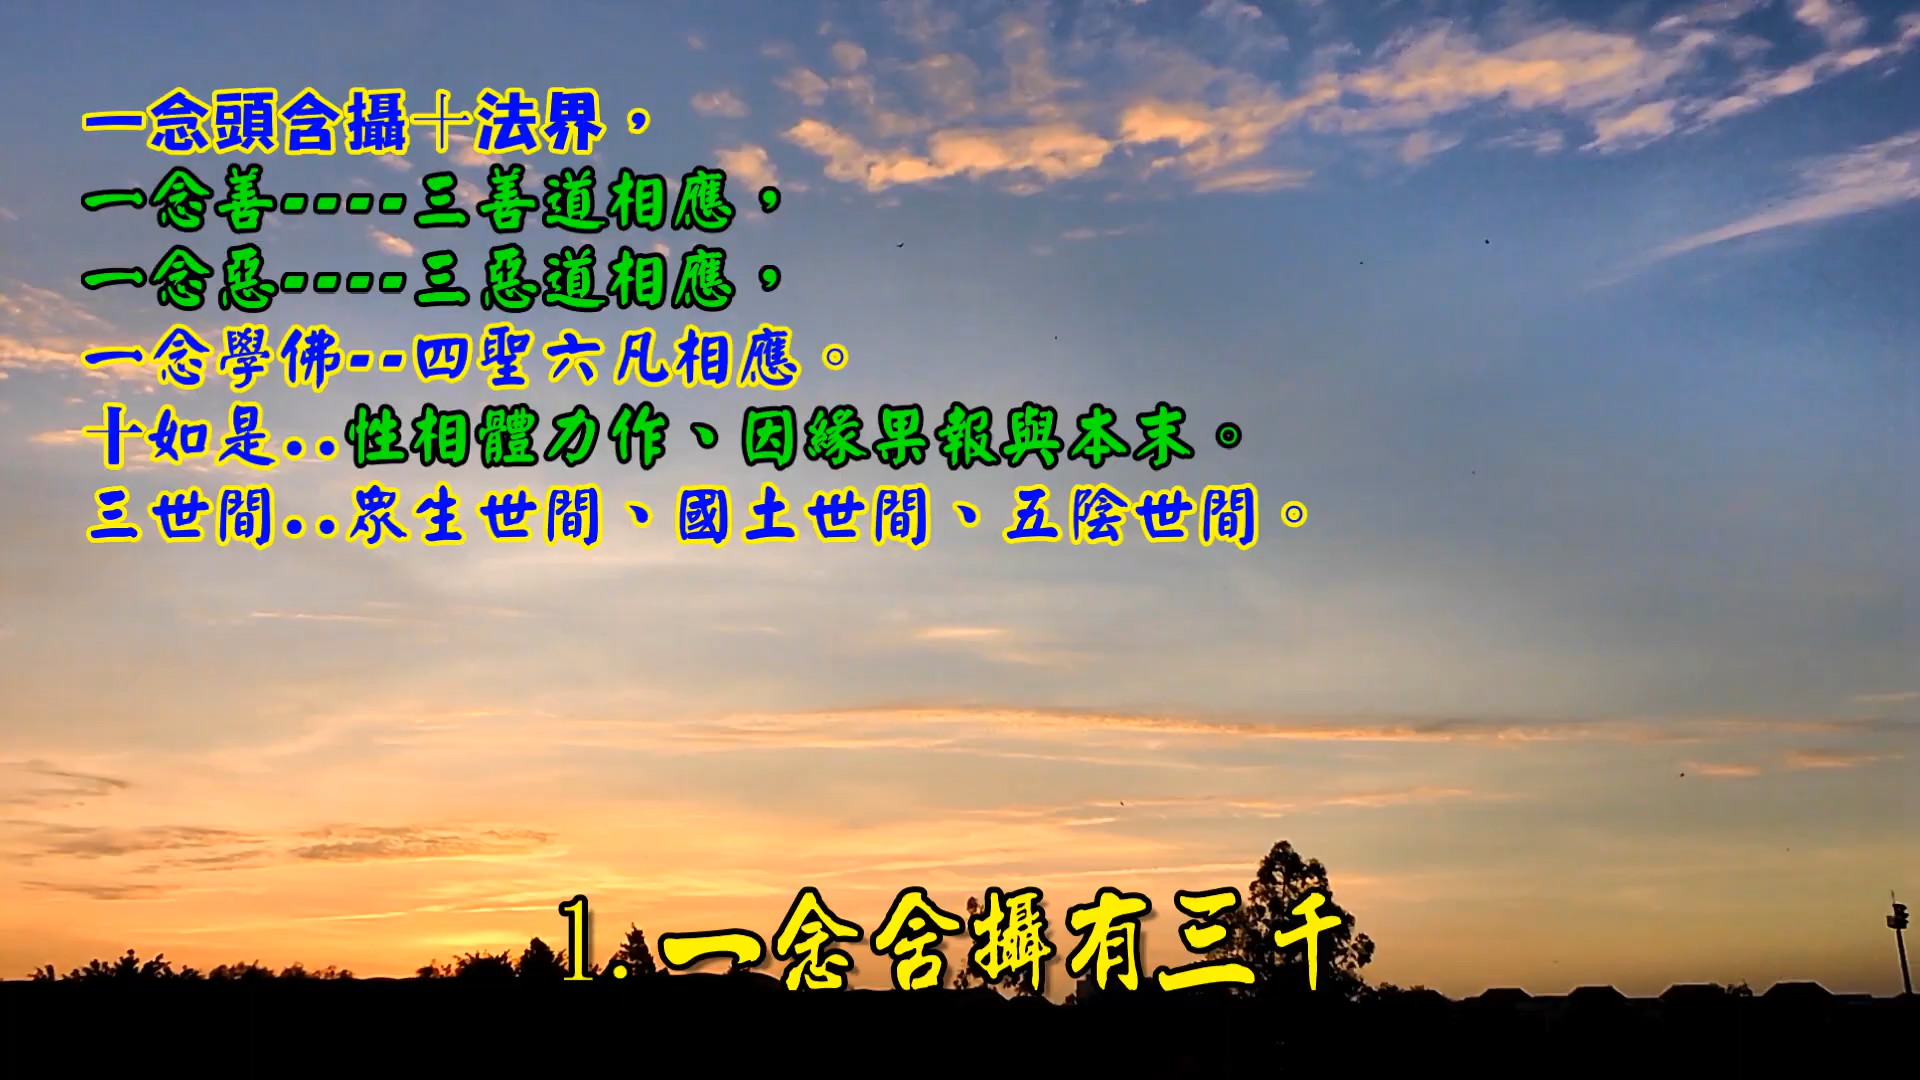 一念頭含攝十法界，
一念善----三善道相應，
一念惡----三惡道相應，
一念學佛--四聖六凡相應。
十如是..性相體力作、因緣果報與本末。
三世間..眾生世間、國土世間、五陰世間。
1.一念含攝有三千